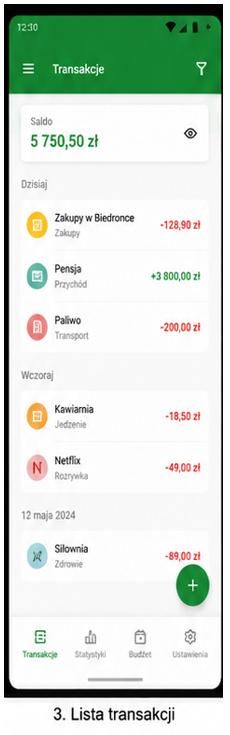 12:30
Transakcje
Saldo
5 750,50 zł
Dzisiaj
Zakupy w Biedronce
-128,90 zł
Zakupy
Pensja
+3 800,00 zł
Przychód
Paliwo
-200,00 zł
Transport
Wczoraj
Kawiarnia
-18,50 zł
Jedzenie
Netflix
-49,00 zł
Rozrywka
N
12 maja 2024
Siłownia
-89,00 zł
Zdrowie
Transakcje
Statystyki
Budżet
Ustawienia
3. Lista transakcji